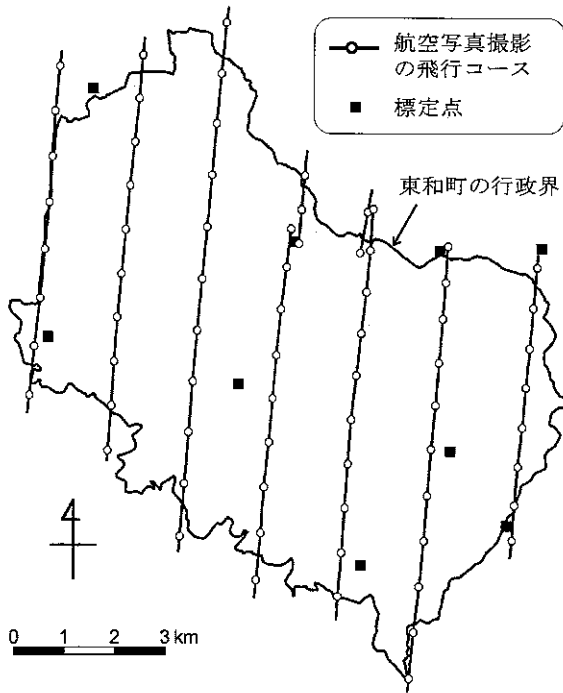 航空写真撮影
の飛行コース
標定点
東和町の行政界
0 1 2 3 km